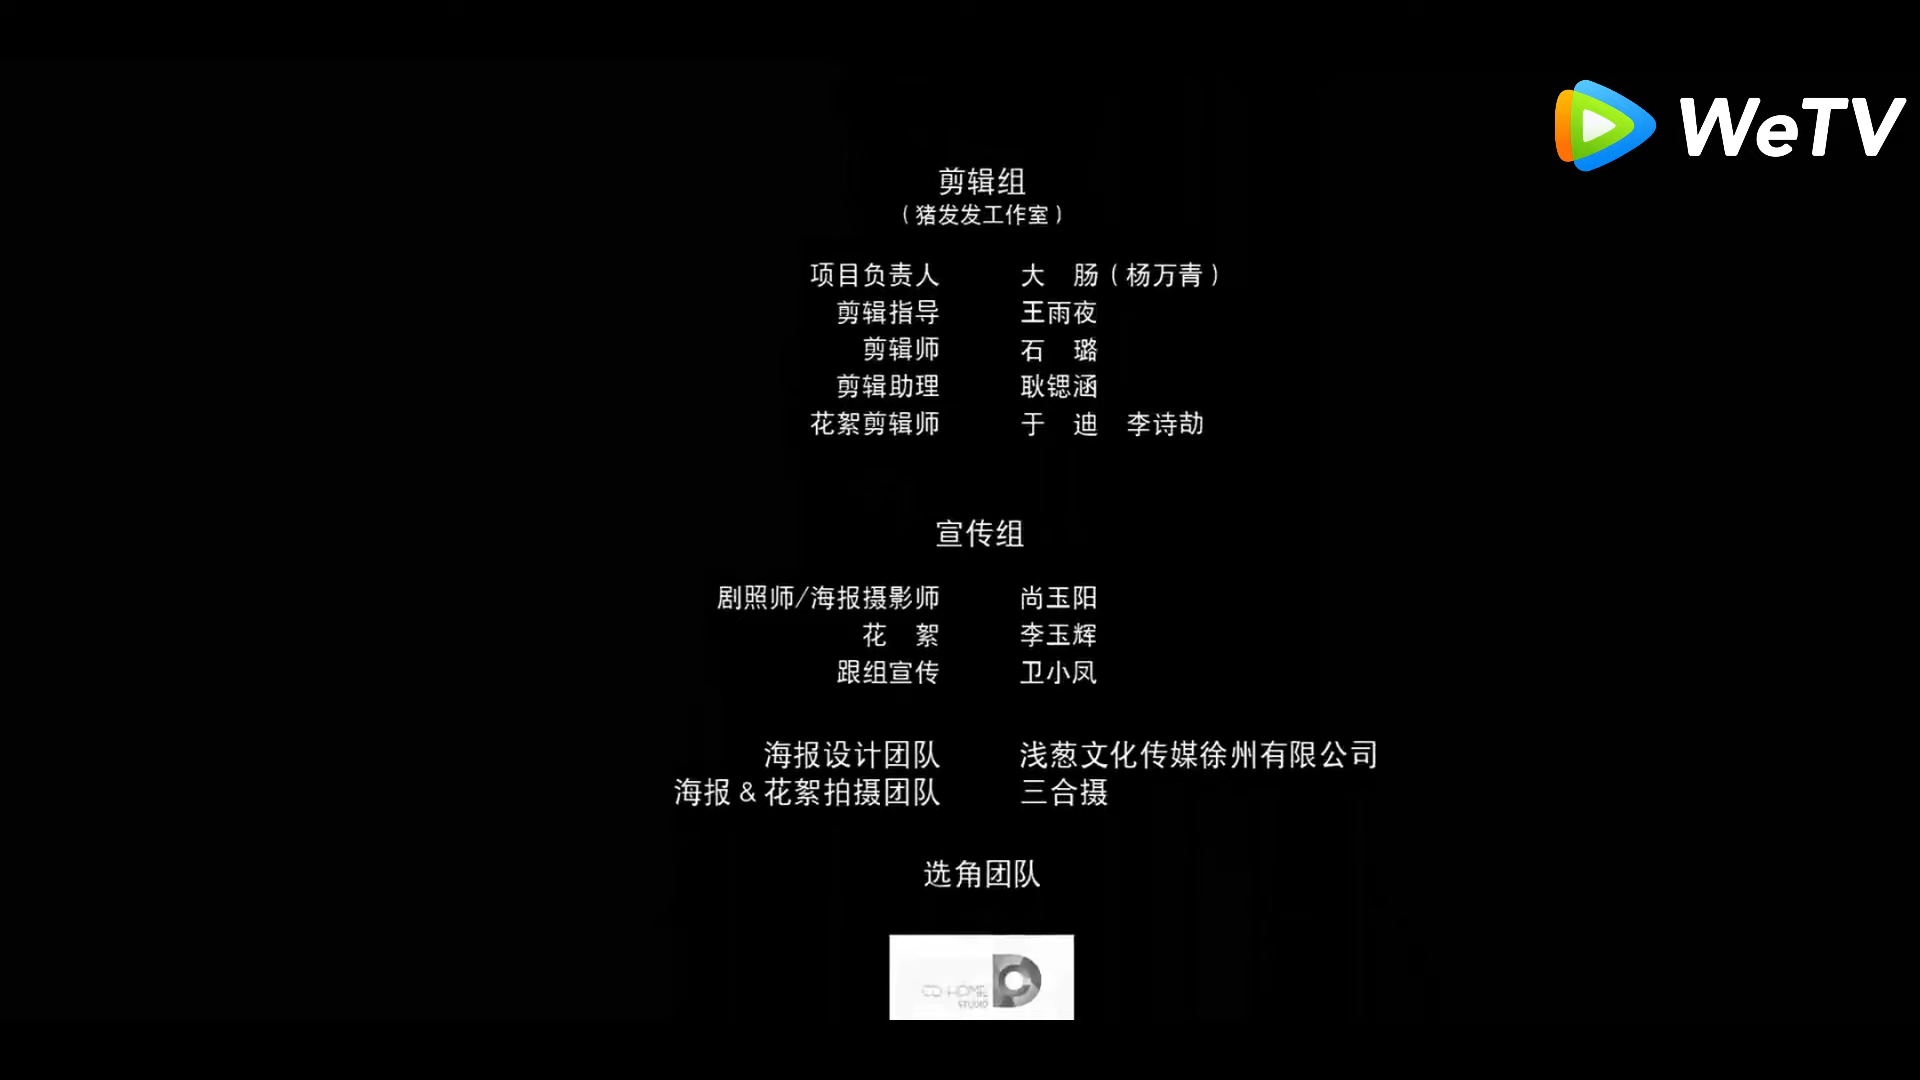 WeTV
剪辑组
（猪发发工作室）
项目负责人 大 肠（杨万青）
剪辑指导 王雨夜
剪辑师 石 璐
剪辑助理 耿锶涵
花絮剪辑师 于 迪 李诗劼
宣传组
剧照师/海报摄影师 尚玉阳
花 絮 李玉辉
跟组宣传 卫小凤
海报设计团队 浅葱文化传媒徐州有限公司
海报 & 花絮拍摄团队 三合摄
选角团队
HOME
STUDIO